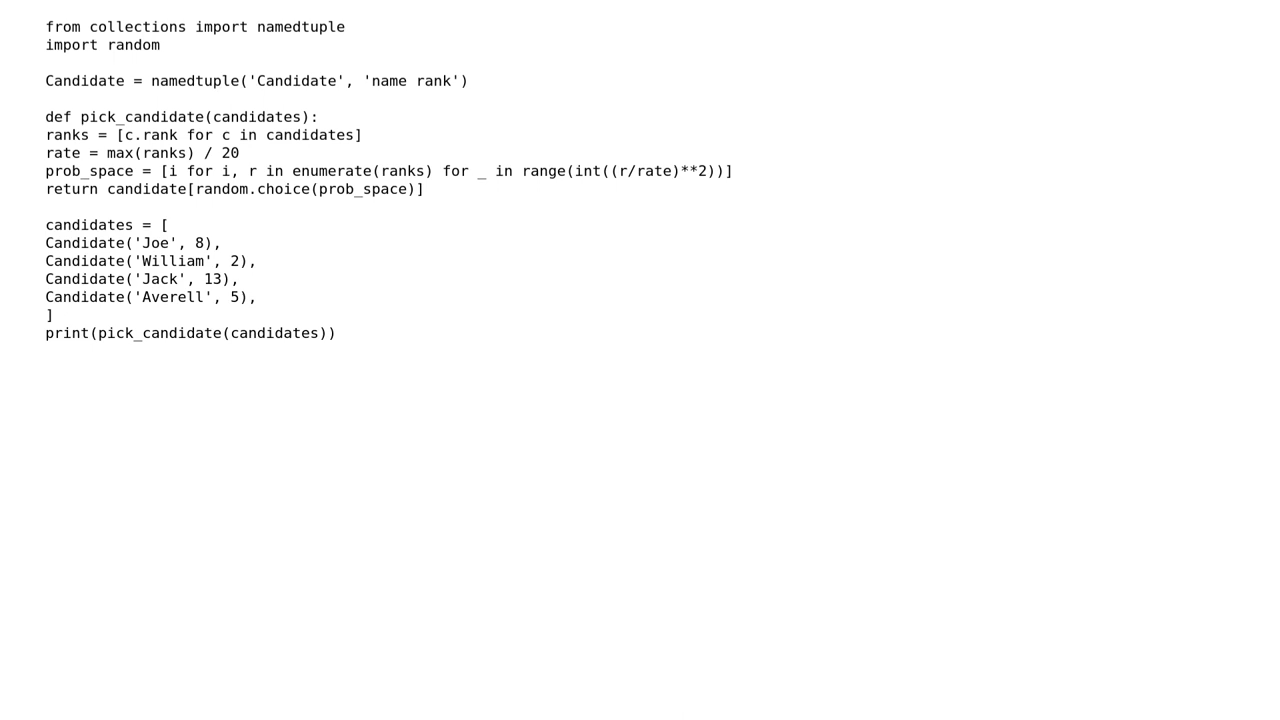 from collections import namedtuple
import random
Candidate = namedtuple('Candidate', 'name rank')
def pick_candidate(candidates):
ranks = [c.rank for c in candidates]
rate = max(ranks) / 20
prob_space = [i for i, r in enumerate(ranks) for _ in range(int((r/rate)**2))]
return candidate[random.choice(prob_space)]
candidates = [
Candidate('Joe', 8),
Candidate('William', 2),
Candidate('Jack', 13),
Candidate('Averell', 5),
]
print(pick_candidate(candidates))